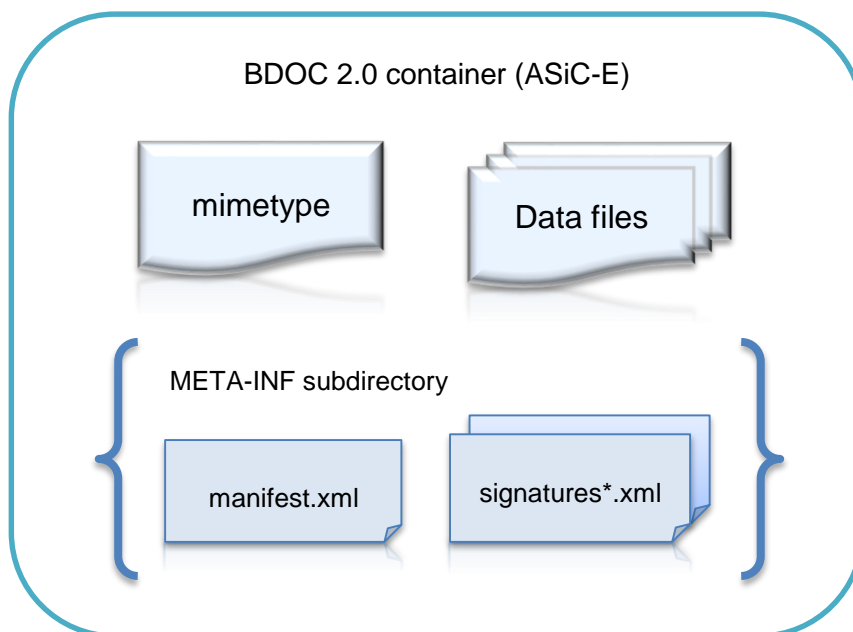 BDOC 2.0 container (ASiC-E)
mimetype
Data files
META-INF subdirectory
manifest.xml
signatures*.xml